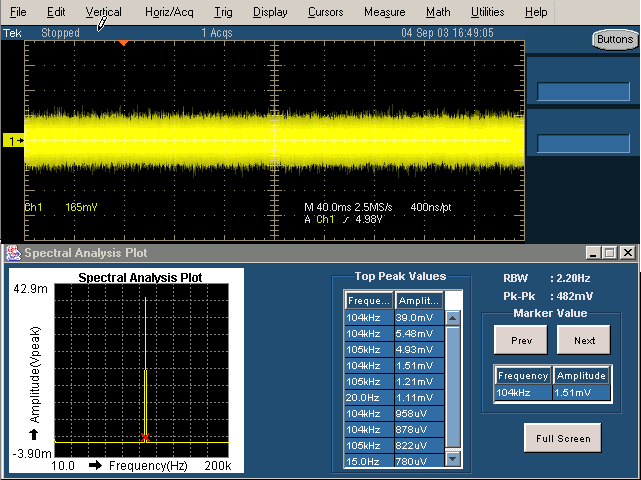 File Edit Vertical Horiz/Acq Trig Display Cursors Measure Math Utilities Help
Tek Stopped 1 Acqs 04 Sep 03 16:49:05 Buttons
1
Ch1 165mV M 40.0ms 2.5MS/s 400ns/pt
A Ch1 4.98V
Spectral Analysis Plot
Spectral Analysis Plot
42.9m
Amplitude(Vpeak)
-3.90m
10.0 Frequency(Hz) 200k
Top Peak Values
Freque... Amplit...
104kHz 39.0mV
104kHz 5.48mV
105kHz 4.93mV
104kHz 1.51mV
105kHz 1.21mV
20.0Hz 1.11mV
104kHz 958uV
104kHz 878uV
105kHz 822uV
15.0Hz 780uV
RBW : 2.20Hz
Pk-Pk : 482mV
Marker Value
Prev Next
Frequency Amplitude
104kHz 1.51mV
Full Screen